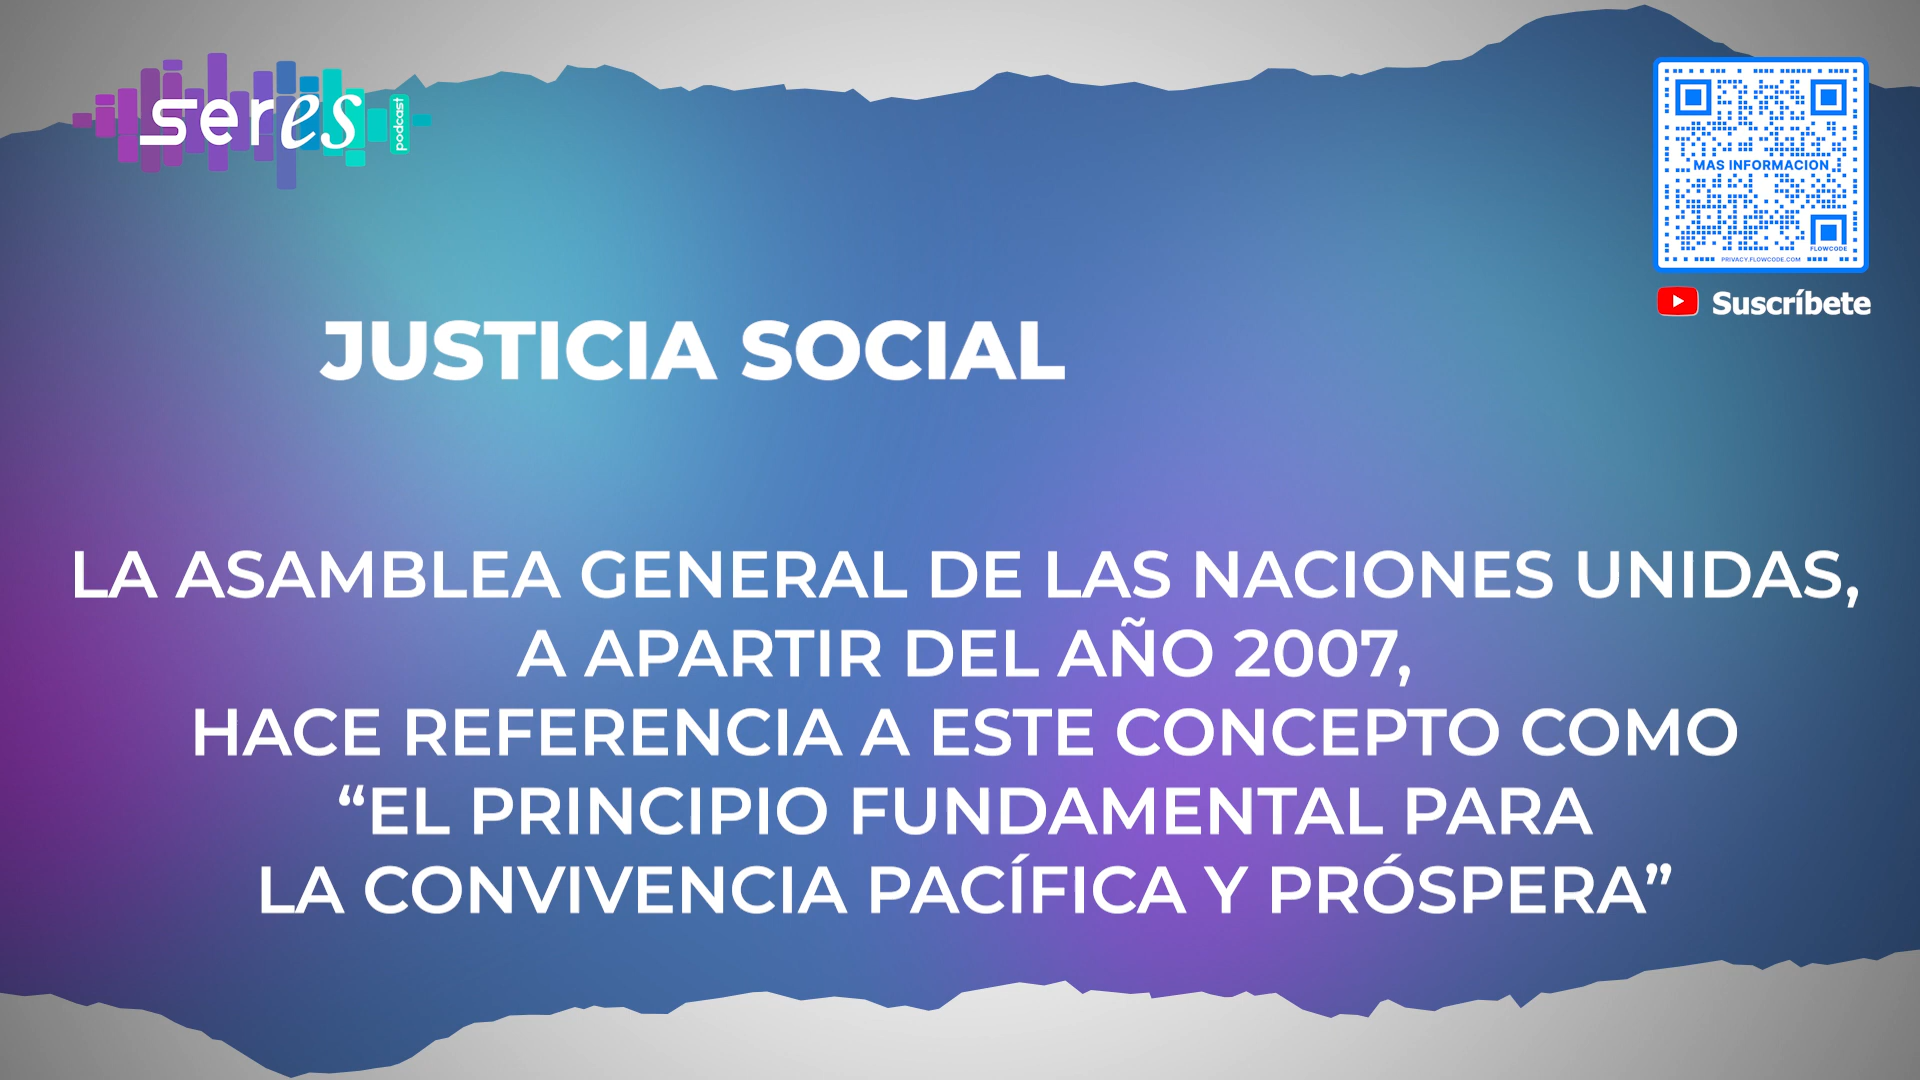 seres
podcast
MAS INFORMACION
FLOWCODE
PRIVACY.FLOWCODE.COM
Suscríbete
JUSTICIA SOCIAL
LA ASAMBLEA GENERAL DE LAS NACIONES UNIDAS,
A APARTIR DEL AÑO 2007,
HACE REFERENCIA A ESTE CONCEPTO COMO
“EL PRINCIPIO FUNDAMENTAL PARA
LA CONVIVENCIA PACÍFICA Y PRÓSPERA”